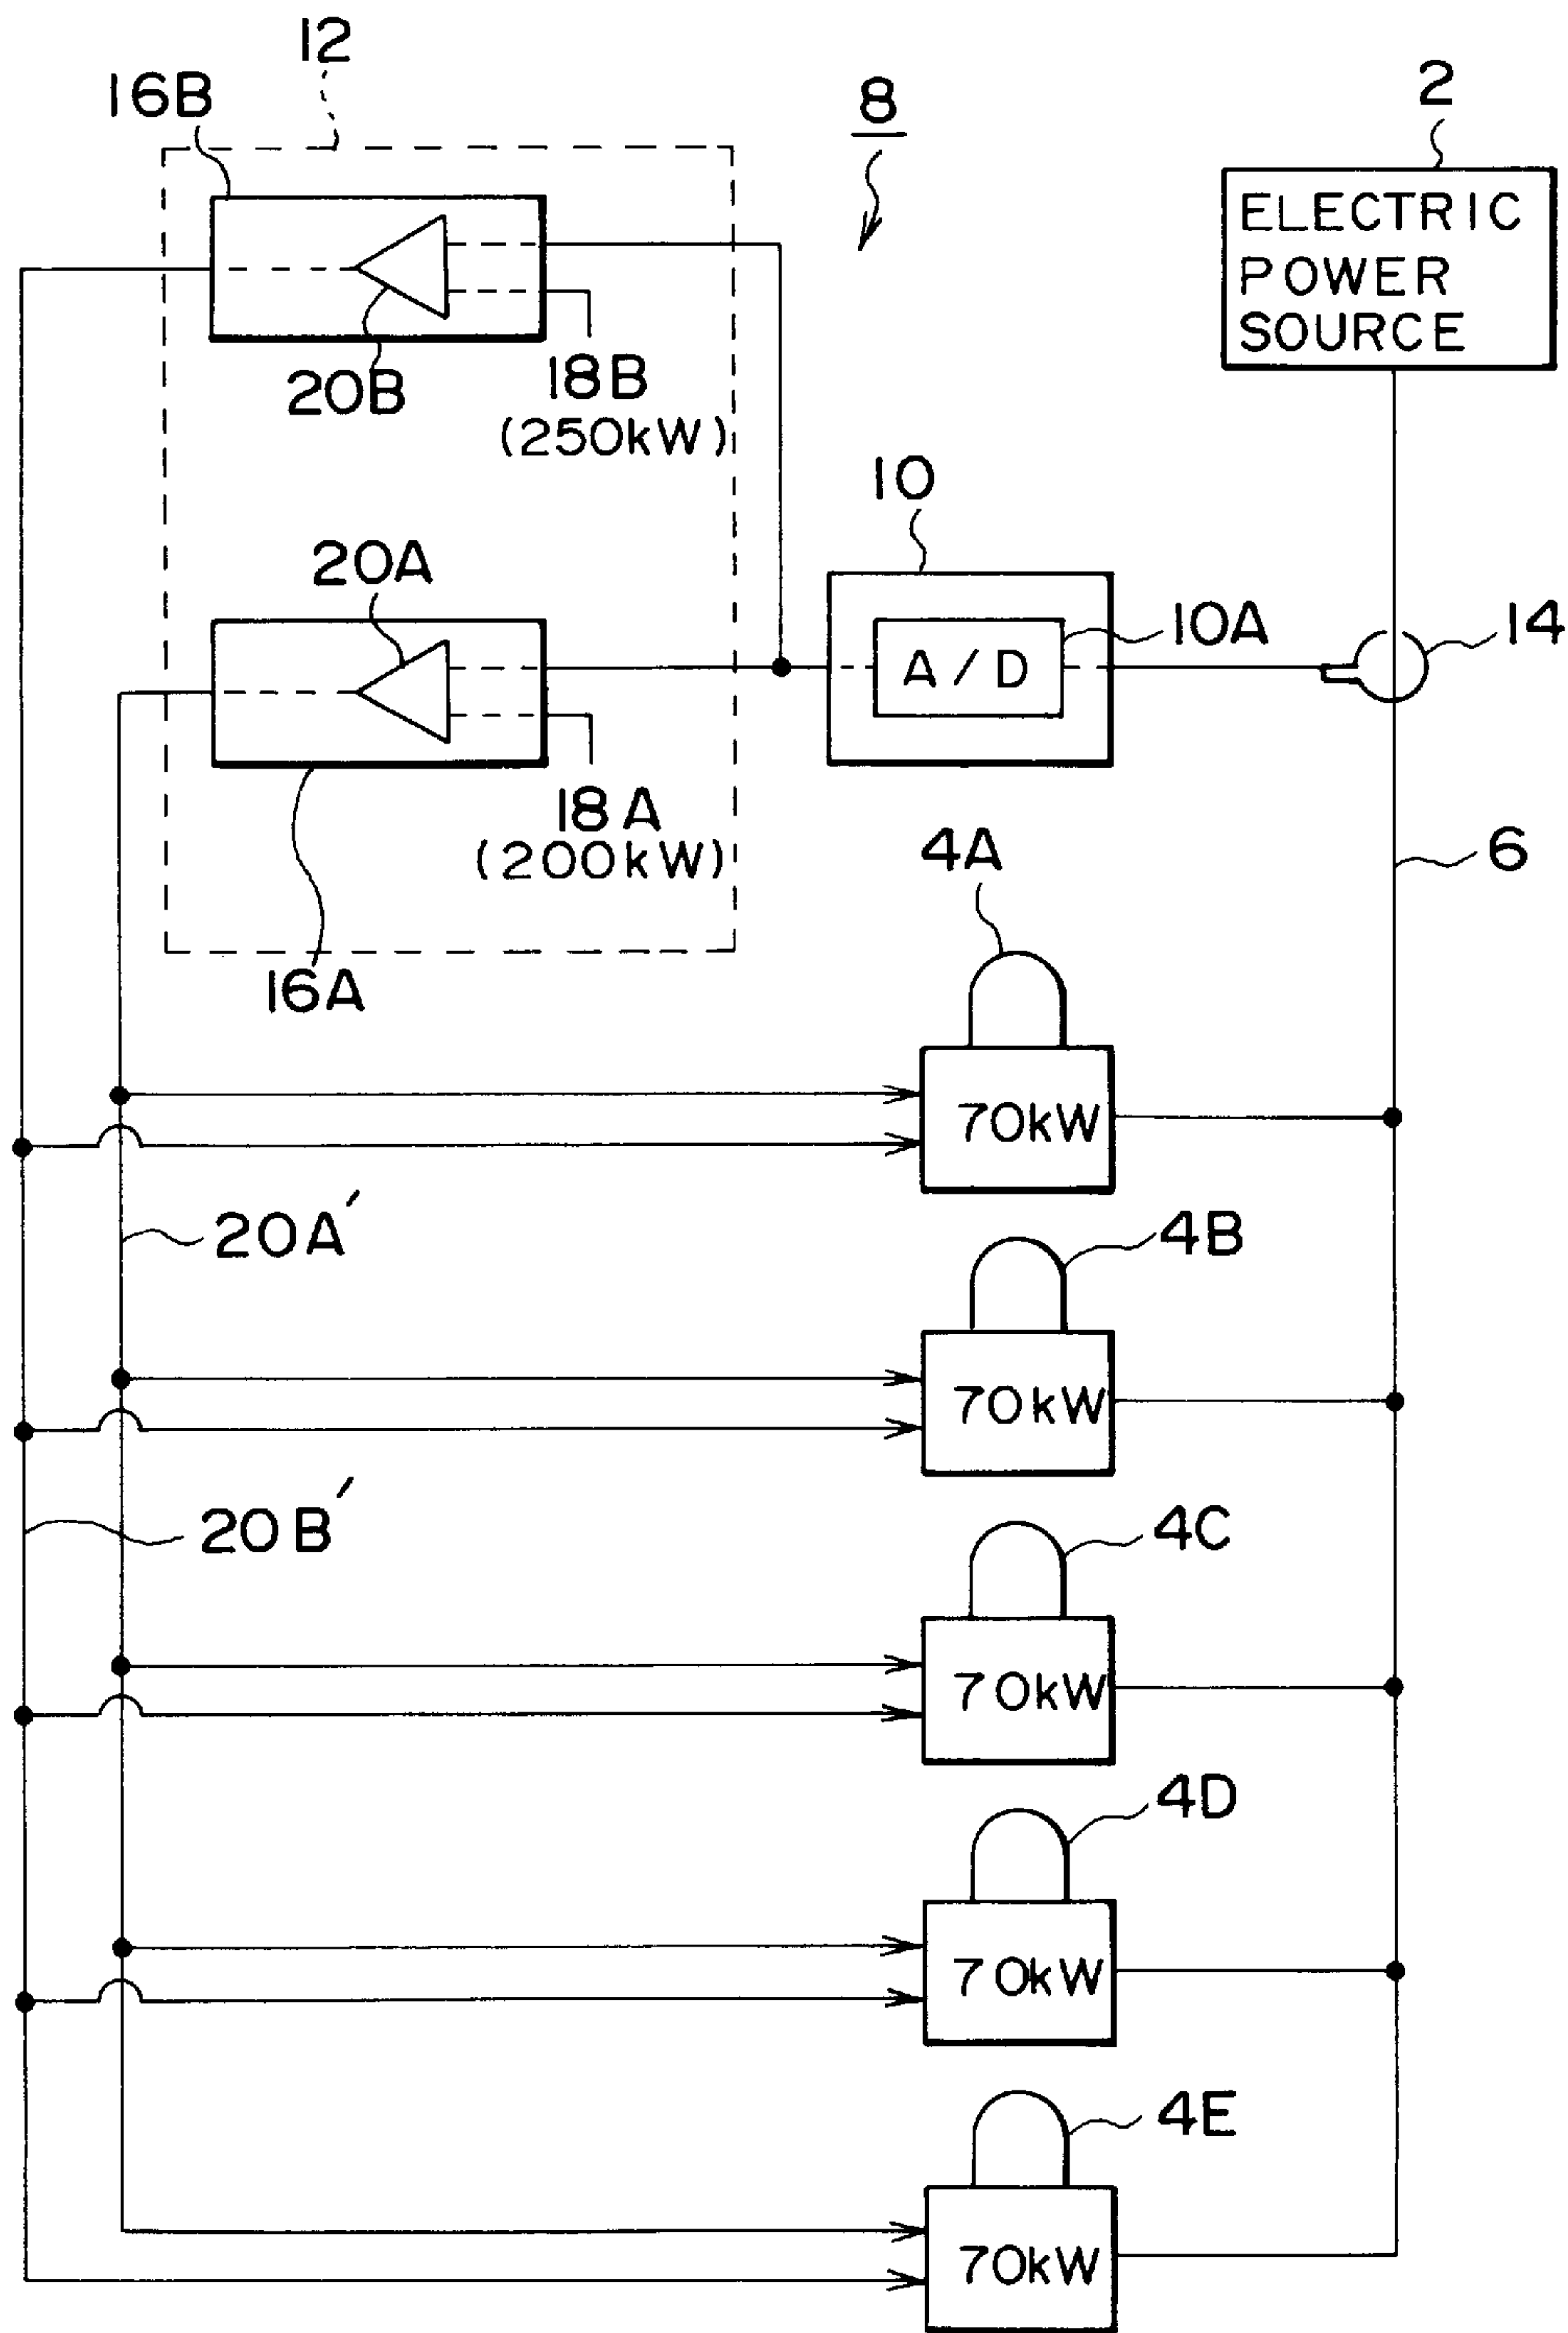 12
16B
8
2
ELECTRIC
POWER
SOURCE
20B
18B
(250kW)
10
20A
A/D
10A
14
18A
(200kW)
4A
6
16A
70kW
20A'
4B
70kW
20B'
4C
70kW
4D
70kW
4E
70kW